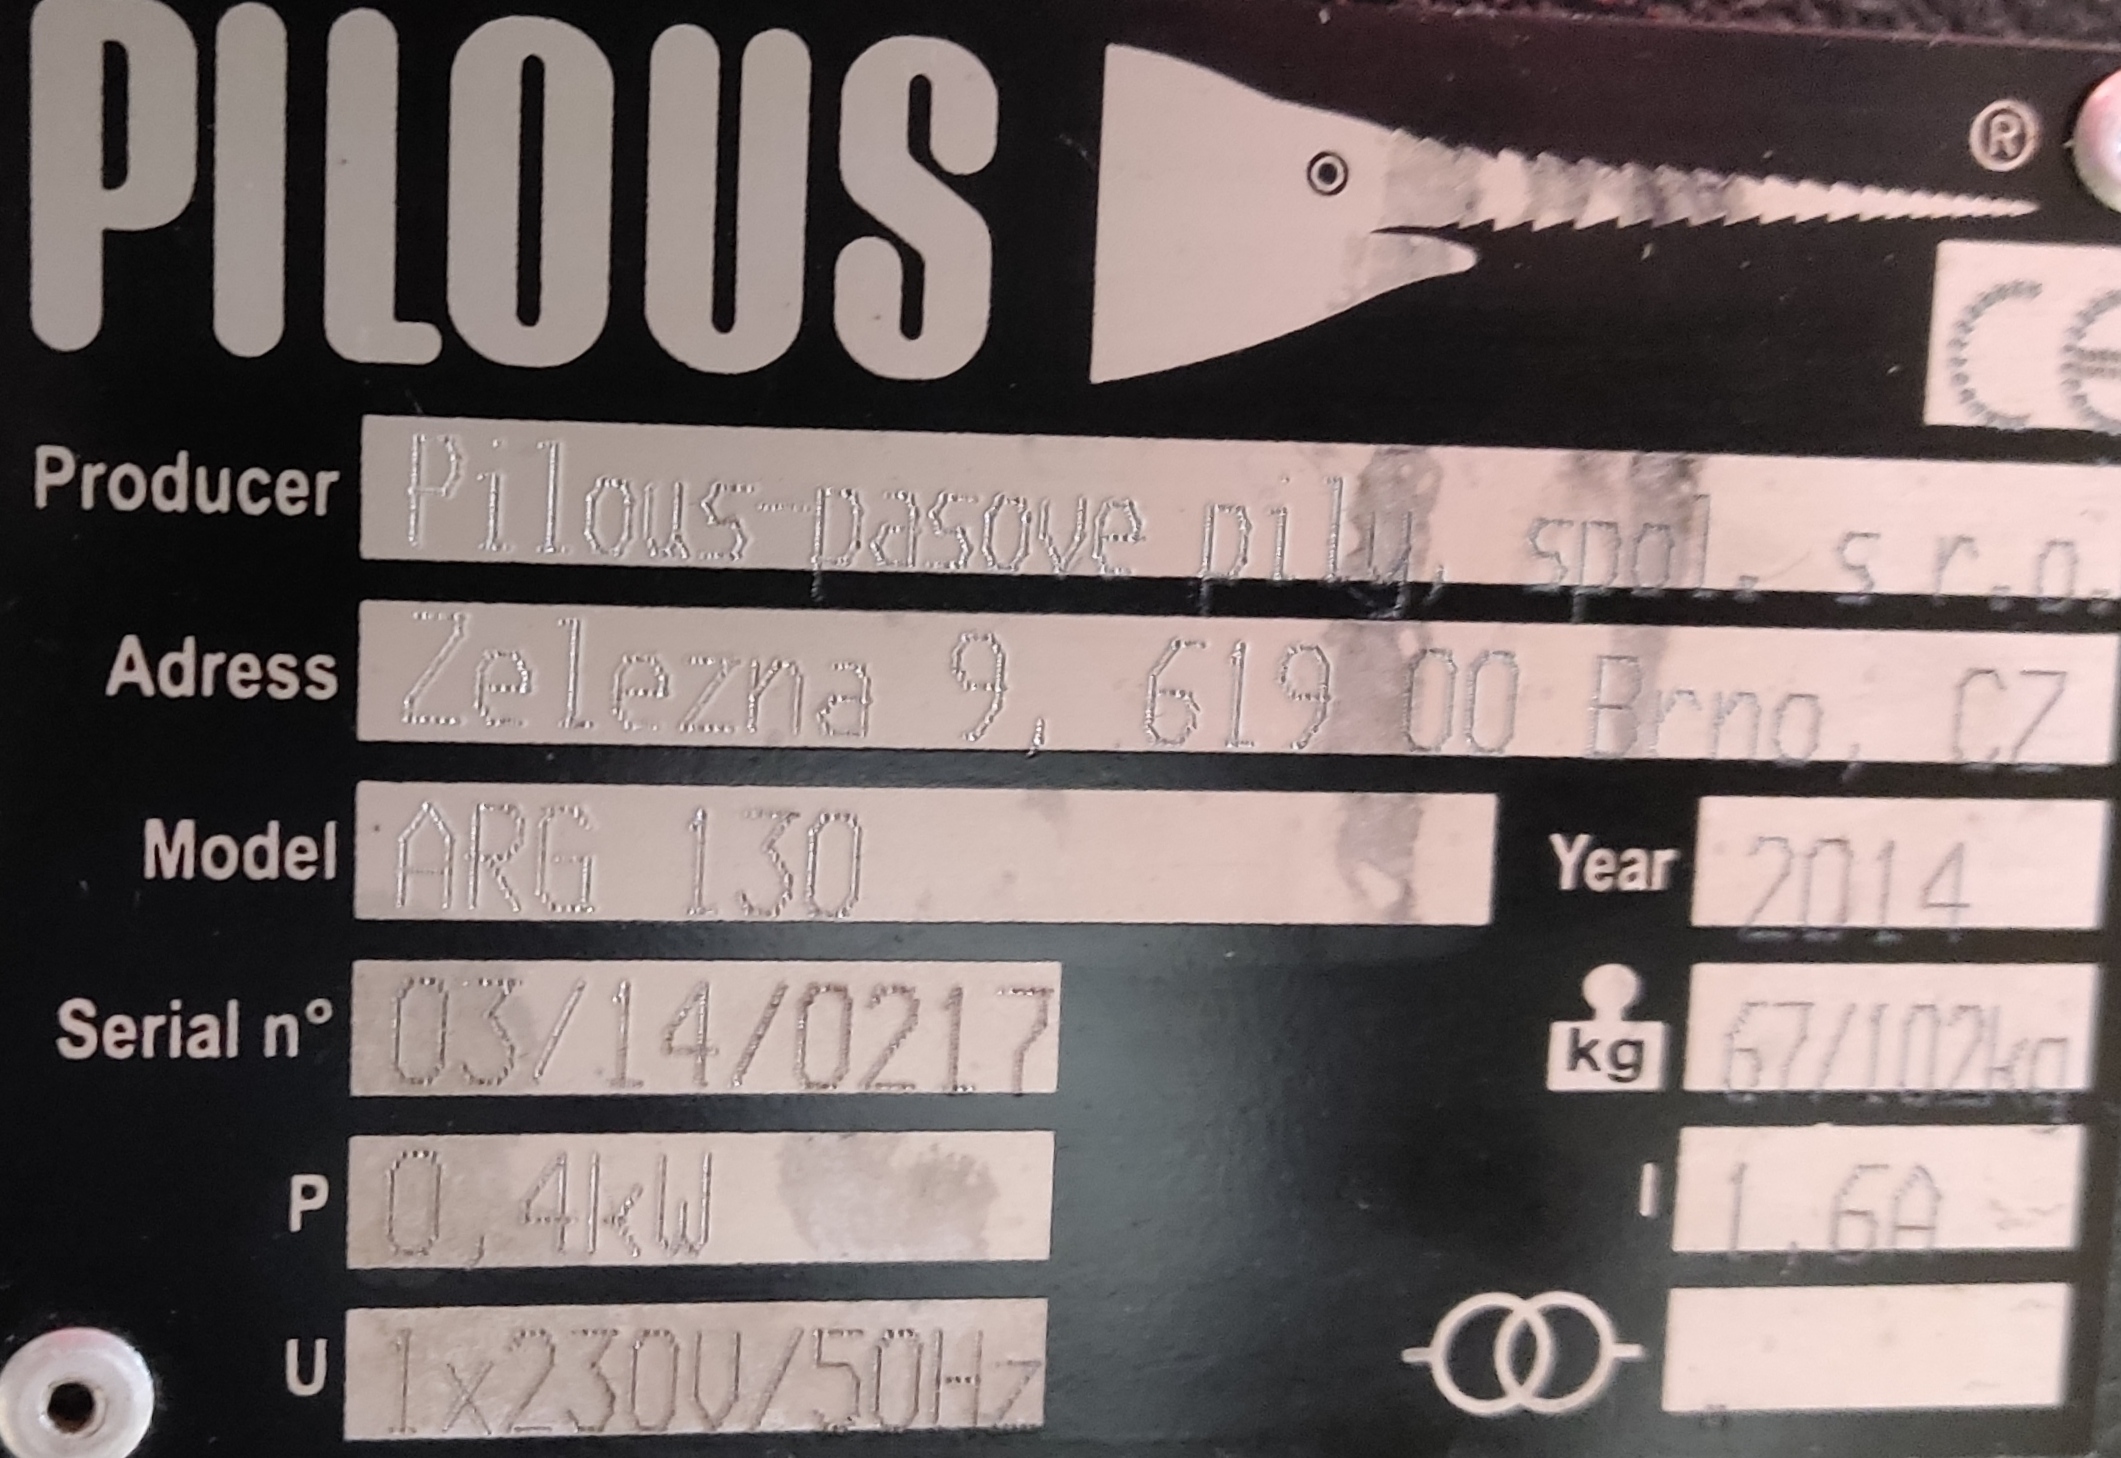 PILOUS ®
CE
Producer Pilous-pasove pily, spol. s r.o.
Adress Zelezna 9, 619 00 Brno, CZ
Model ARG 130 Year 2014
Serial n° 03/14/0217 kg 67/102kg
P 0,4kW I 1,6A
U 1x230V/50Hz